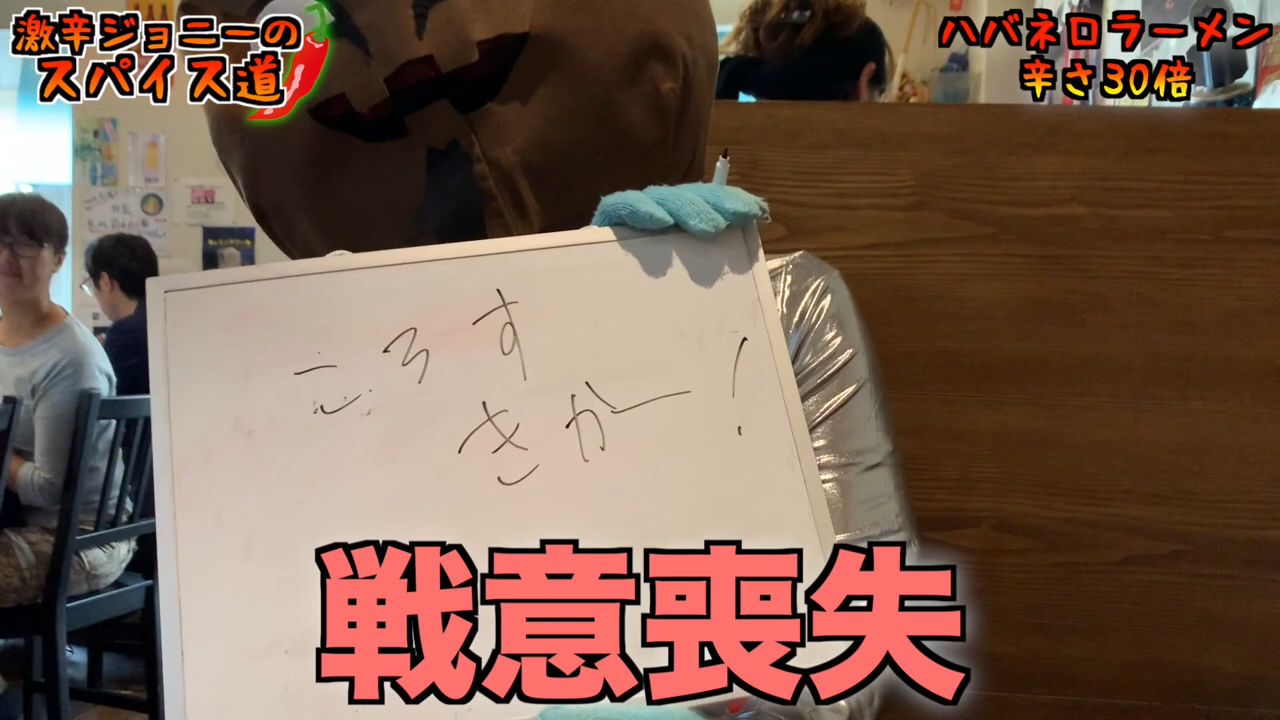 激辛ジョニーの
スパイス道
ハバネロラーメン
辛さ30倍
ころす
きかー!
戦意喪失